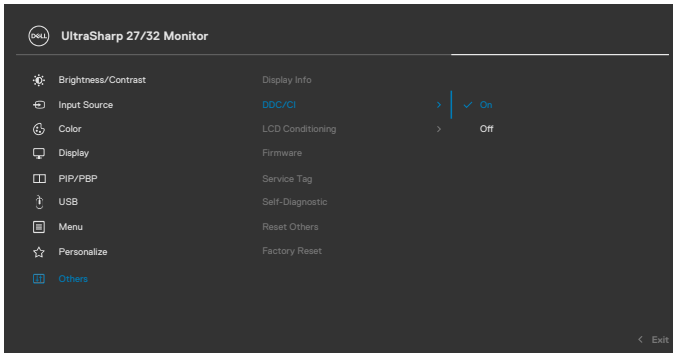 DELL UltraSharp 27/32 Monitor
Brightness/Contrast Display Info
Input Source DDC/CI On
Color LCD Conditioning Off
Display Firmware
PIP/PBP Service Tag
USB Self-Diagnostic
Menu Reset Others
Personalize Factory Reset
Others
Exit